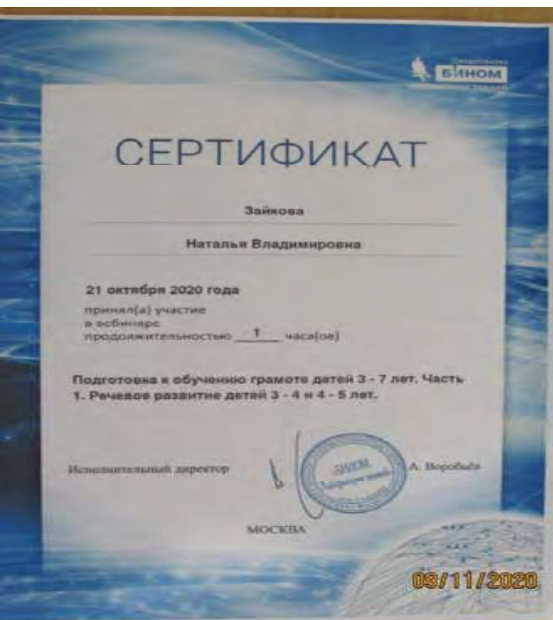 БИНОМ
СЕРТИФИКАТ
Зайкова
Наталья Владимировна
21 октября 2020 года
принял(а) участие
в вебинаре
продолжительностью 1 часа(ов)
Подготовка к обучению грамоте детей 3 - 7 лет. Часть
1. Речевое развитие детей 3 - 4 и 4 - 5 лет.
Исполнительный директор
БИНОМ
А. Воробьёв
МОСКВА
09/11/2020